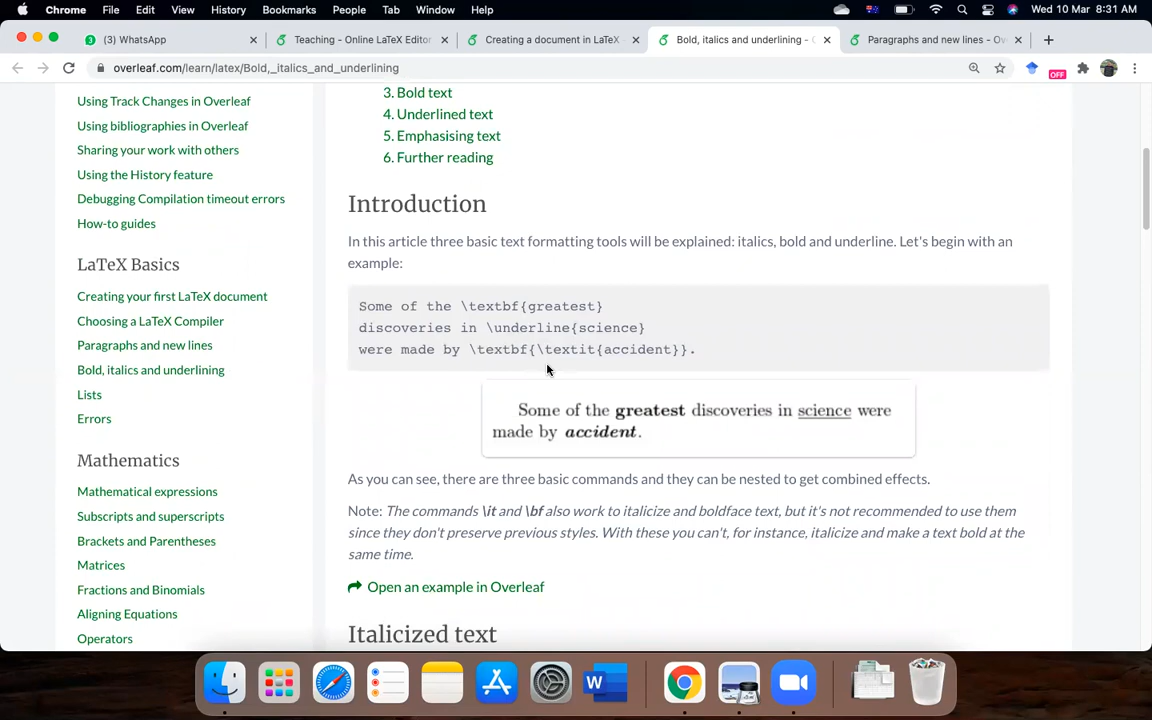 Chrome File Edit View History Bookmarks People Tab Window Help Wed 10 Mar 8:31 AM
(3) WhatsApp Teaching - Online LaTeX Editor Creating a document in LaTeX - Bold, italics and underlining - Paragraphs and new lines - Ov
overleaf.com/learn/latex/Bold,_italics_and_underlining
OFF
Using Track Changes in Overleaf
Using bibliographies in Overleaf
Sharing your work with others
Using the History feature
Debugging Compilation timeout errors
How-to guides
LaTeX Basics
Creating your first LaTeX document
Choosing a LaTeX Compiler
Paragraphs and new lines
Bold, italics and underlining
Lists
Errors
Mathematics
Mathematical expressions
Subscripts and superscripts
Brackets and Parentheses
Matrices
Fractions and Binomials
Aligning Equations
Operators
3. Bold text
4. Underlined text
5. Emphasising text
6. Further reading
Introduction
In this article three basic text formatting tools will be explained: italics, bold and underline. Let's begin with an
example:
Some of the \textbf{greatest}
discoveries in \underline{science}
were made by \textbf{\textit{accident}}.
Some of the greatest discoveries in science were
made by accident.
As you can see, there are three basic commands and they can be nested to get combined effects.
Note: The commands \it and \bf also work to italicize and boldface text, but it's not recommended to use them
since they don't preserve previous styles. With these you can't, for instance, italicize and make a text bold at the
same time.
Open an example in Overleaf
Italicized text
W